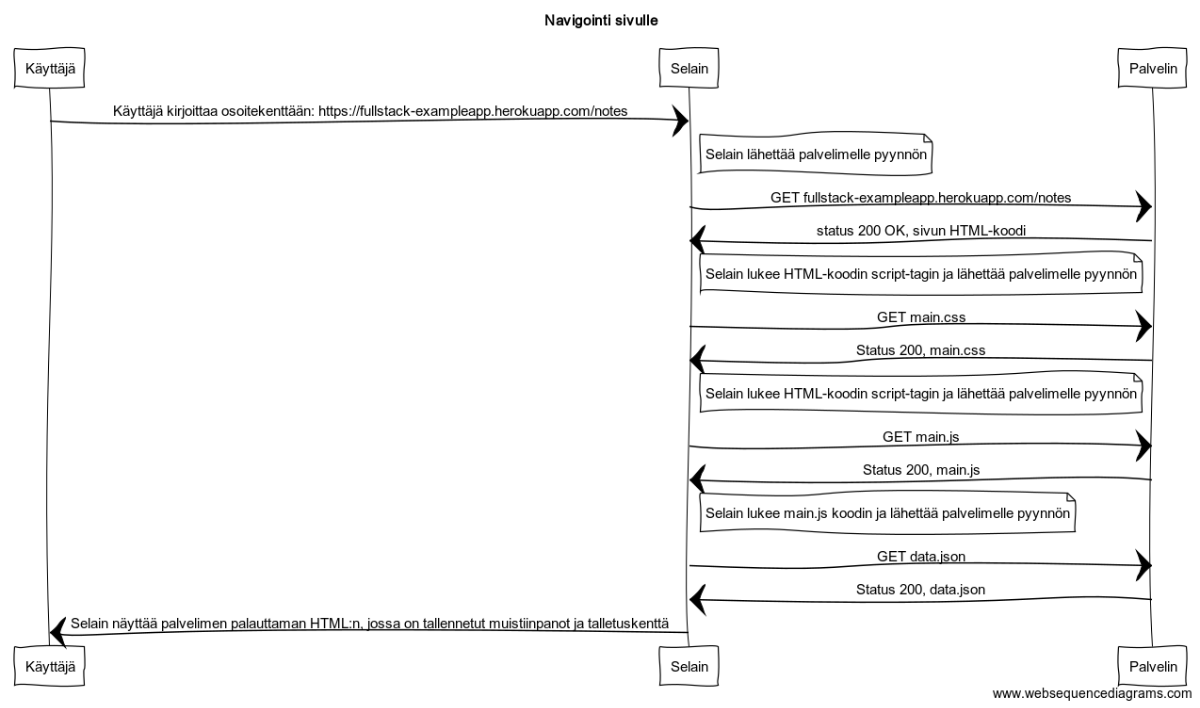 Navigointi sivulle
Käyttäjä
Selain
Palvelin
Käyttäjä kirjoittaa osoitekenttään: https://fullstack-exampleapp.herokuapp.com/notes
Selain lähettää palvelimelle pyynnön
GET fullstack-exampleapp.herokuapp.com/notes
status 200 OK, sivun HTML-koodi
Selain lukee HTML-koodin script-tagin ja lähettää palvelimelle pyynnön
GET main.css
Status 200, main.css
Selain lukee HTML-koodin script-tagin ja lähettää palvelimelle pyynnön
GET main.js
Status 200, main.js
Selain lukee main.js koodin ja lähettää palvelimelle pyynnön
GET data.json
Status 200, data.json
Selain näyttää palvelimen palauttaman HTML:n, jossa on tallennetut muistiinpanot ja talletuskenttä
Käyttäjä
Selain
Palvelin
www.websequencediagrams.com